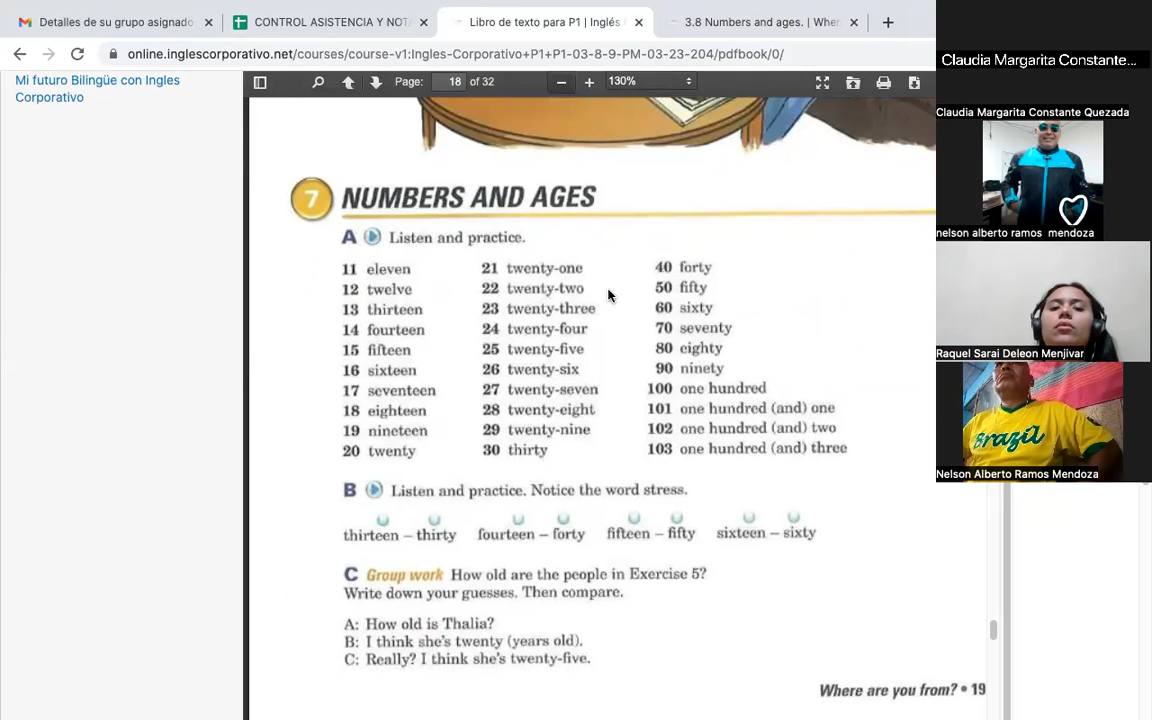 Detalles de su grupo asignado
CONTROL ASISTENCIA Y NOTA
Libro de texto para P1 | Inglés
3.8 Numbers and ages. | Wher
online.inglescorporativo.net/courses/course-v1:Ingles-Corporativo+P1+P1-03-8-9-PM-03-23-204/pdfbook/0/
Mi futuro Bilingüe con Ingles
Corporativo
Page: 18 of 32
130%
7 NUMBERS AND AGES
A Listen and practice.
11 eleven 21 twenty-one 40 forty
12 twelve 22 twenty-two 50 fifty
13 thirteen 23 twenty-three 60 sixty
14 fourteen 24 twenty-four 70 seventy
15 fifteen 25 twenty-five 80 eighty
16 sixteen 26 twenty-six 90 ninety
17 seventeen 27 twenty-seven 100 one hundred
18 eighteen 28 twenty-eight 101 one hundred (and) one
19 nineteen 29 twenty-nine 102 one hundred (and) two
20 twenty 30 thirty 103 one hundred (and) three
B Listen and practice. Notice the word stress.
thirteen – thirty fourteen – forty fifteen – fifty sixteen – sixty
C Group work How old are the people in Exercise 5?
Write down your guesses. Then compare.
A: How old is Thalia?
B: I think she's twenty (years old).
C: Really? I think she's twenty-five.
Where are you from? • 19
Claudia Margarita Constante...
Claudia Margarita Constante Quezada
nelson alberto ramos mendoza
Raquel Sarai Deleon Menjivar
Brazil
Nelson Alberto Ramos Mendoza